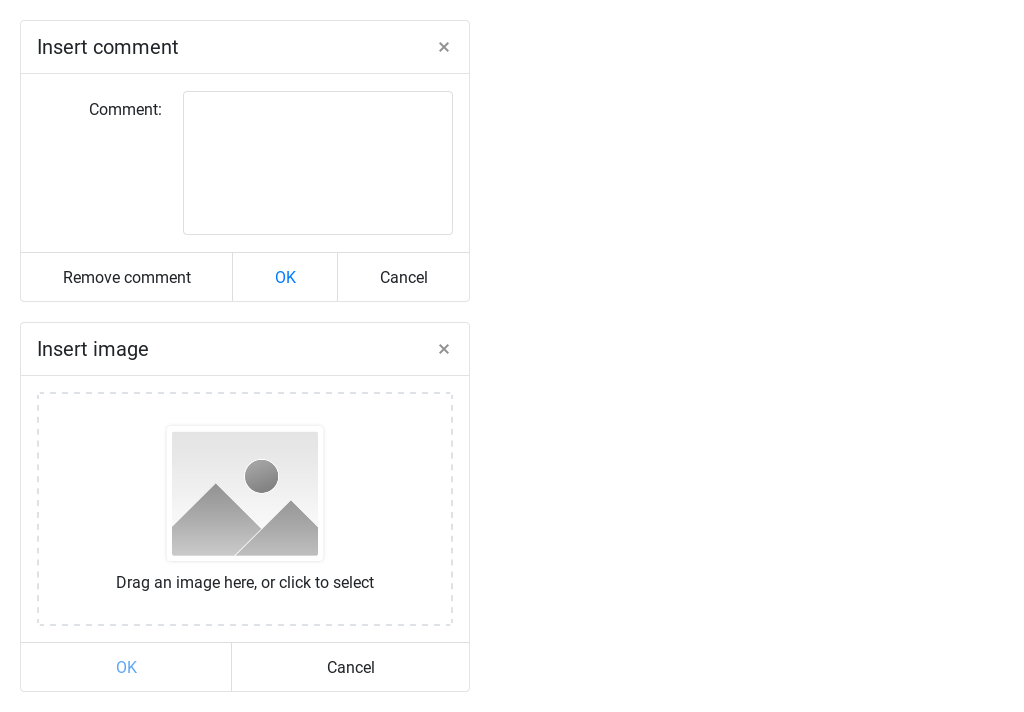 Insert comment ×
Comment:
Remove comment OK Cancel
Insert image ×
Drag an image here, or click to select
OK Cancel